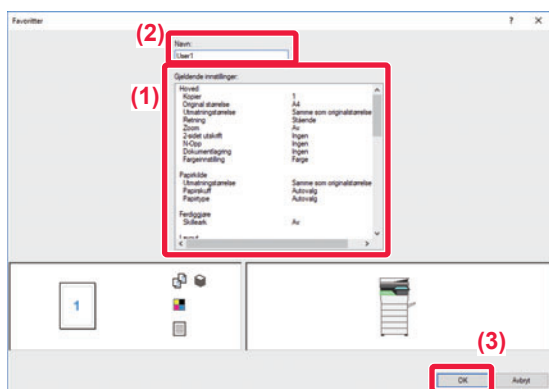 Favoritter ? X
(2)
Navn:
User1
(1)
Gjeldende innstillinger:
Hoved
Kopier 1
Original størrelse A4
Utmatningstørrelse Samme som originalstørrelse
Retning Stående
Zoom Av
2-sidet utskrift Ingen
N-Opp Ingen
Dokumentlagring Ingen
Fargeinnstilling Farge
Papirkilde
Utmatningstørrelse Samme som originalstørrelse
Papirskuff Autovalg
Papirtype Autovalg
Ferdiggjøre
Skilleark Av
1
(3)
OK Avbryt